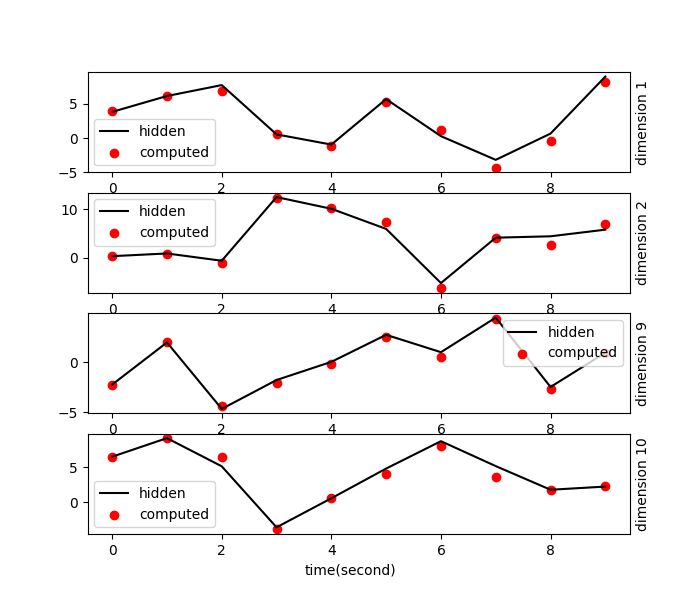 5
0
−5
hidden
computed
dimension 1
0 2 4 6 8
10
0
hidden
computed
dimension 2
0 2 4 6 8
0
−5
hidden
computed
dimension 9
0 2 4 6 8
5
0
hidden
computed
dimension 10
0 2 4 6 8
time(second)